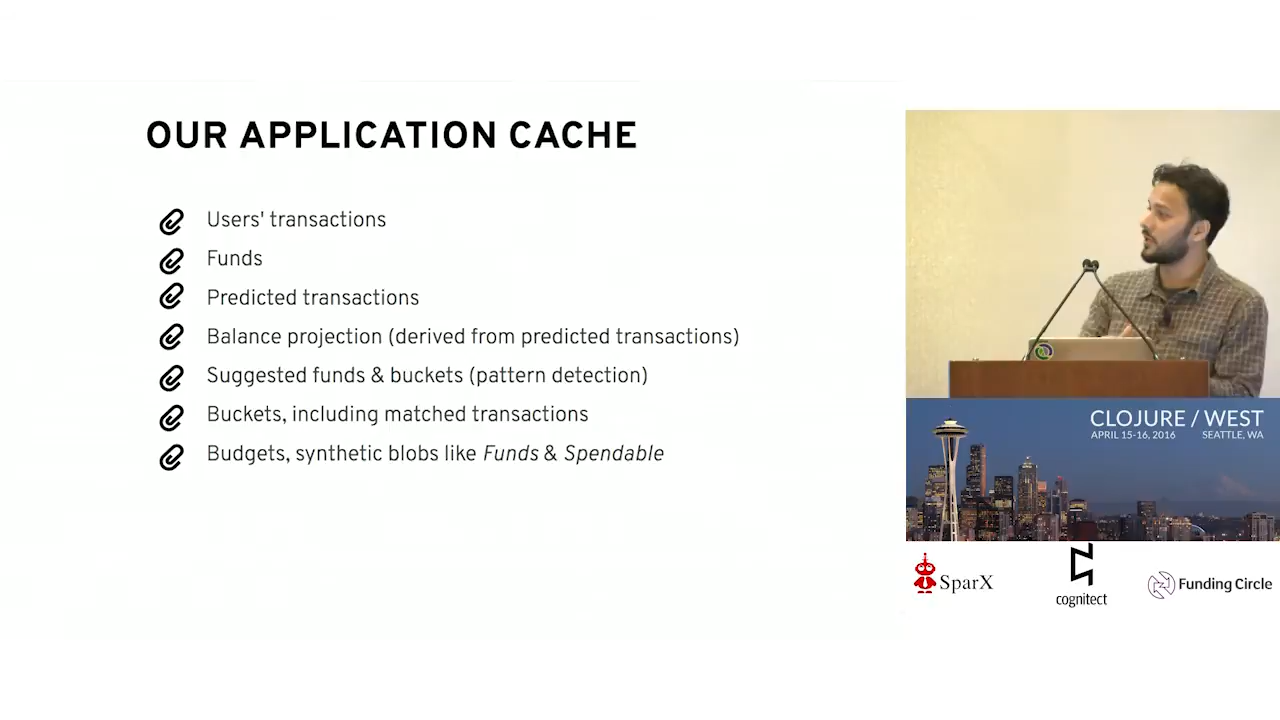 OUR APPLICATION CACHE
Users' transactions
Funds
Predicted transactions
Balance projection (derived from predicted transactions)
Suggested funds & buckets (pattern detection)
Buckets, including matched transactions
Budgets, synthetic blobs like Funds & Spendable
CLOJURE / WEST
APRIL 15-16, 2016 SEATTLE, WA
SparX
cognitect
Funding Circle